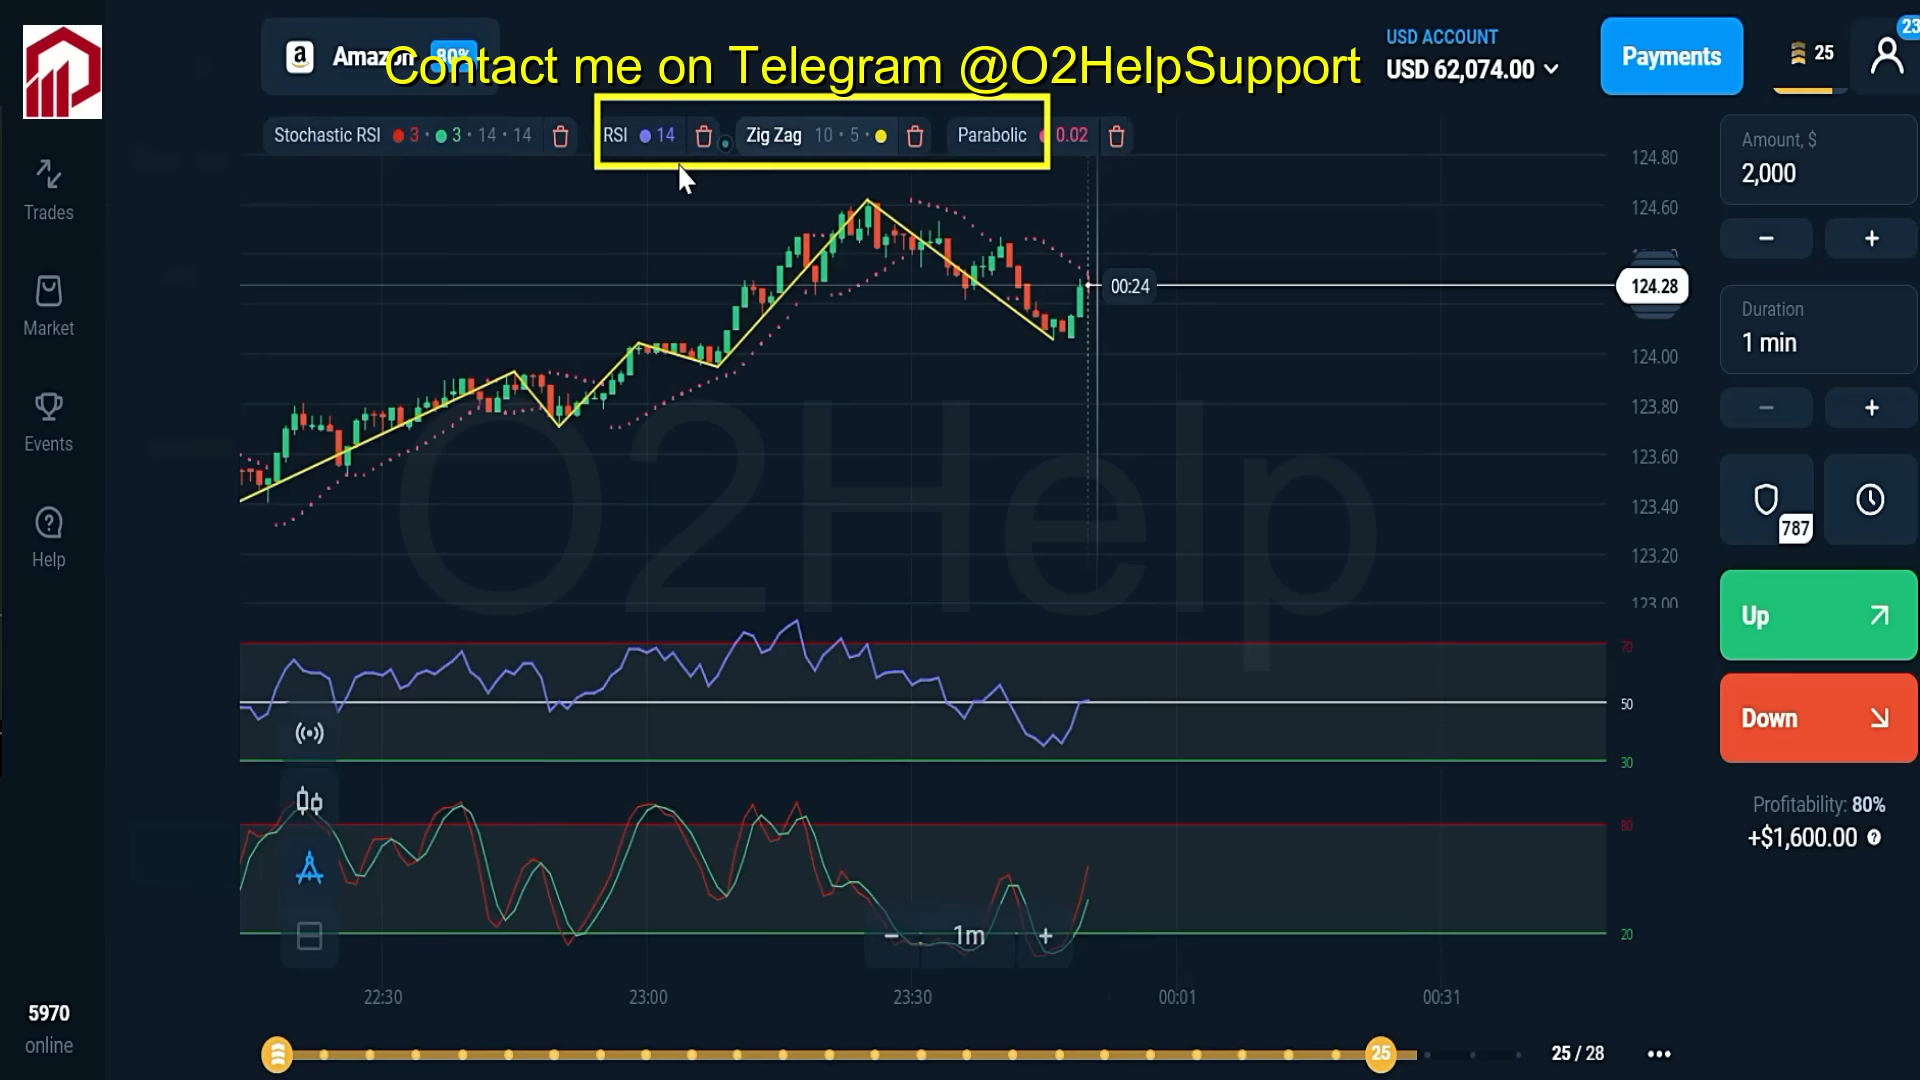 Amazon 80%
Contact me on Telegram @O2HelpSupport
USD ACCOUNT
USD 62,074.00
Payments
25
23
Stochastic RSI 3 · 3 · 14 · 14
RSI 14
Zig Zag 10 · 5 ·
Parabolic 0.02
Trades
Market
Events
Help
124.80
124.60
00:24
124.28
124.00
123.80
123.60
123.40
123.20
123.00
O2Help
70
50
30
80
20
1m
22:30
23:00
23:30
00:01
00:31
Amount, $
2,000
Duration
1 min
787
Up
Down
Profitability: 80%
+$1,600.00
5970
online
25
25 / 28